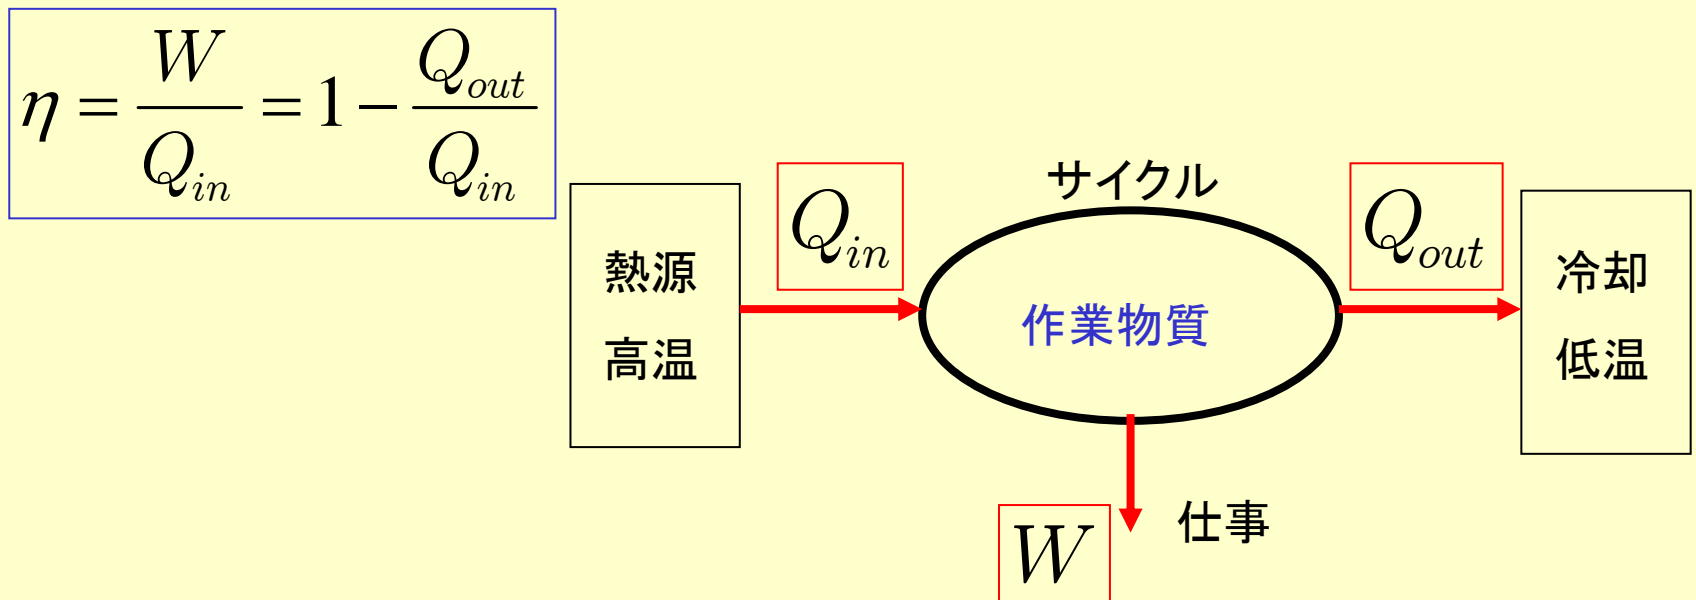 η = W/Q_in = 1 − Q_out/Q_in
熱源
高温
Q_in
サイクル
作業物質
Q_out
冷却
低温
W
仕事